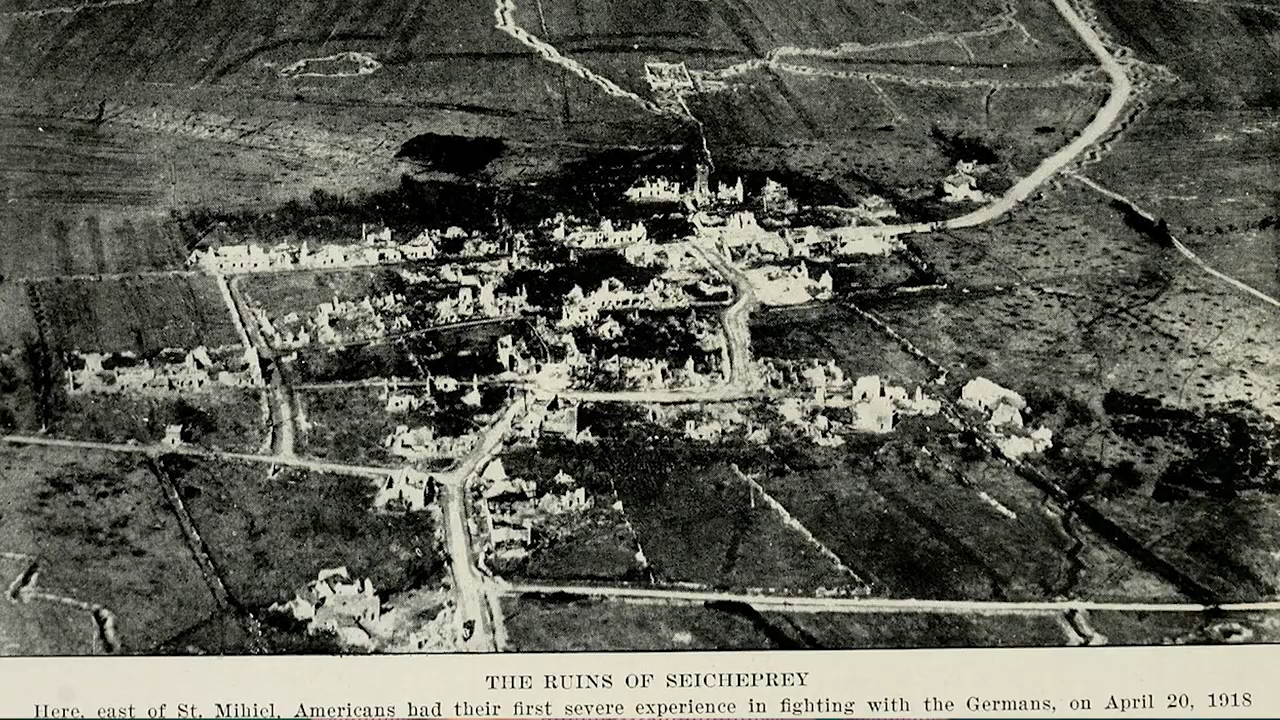 THE RUINS OF SEICHEPREY
Here, east of St. Mihiel, Americans had their first severe experience in fighting with the Germans, on April 20, 1918